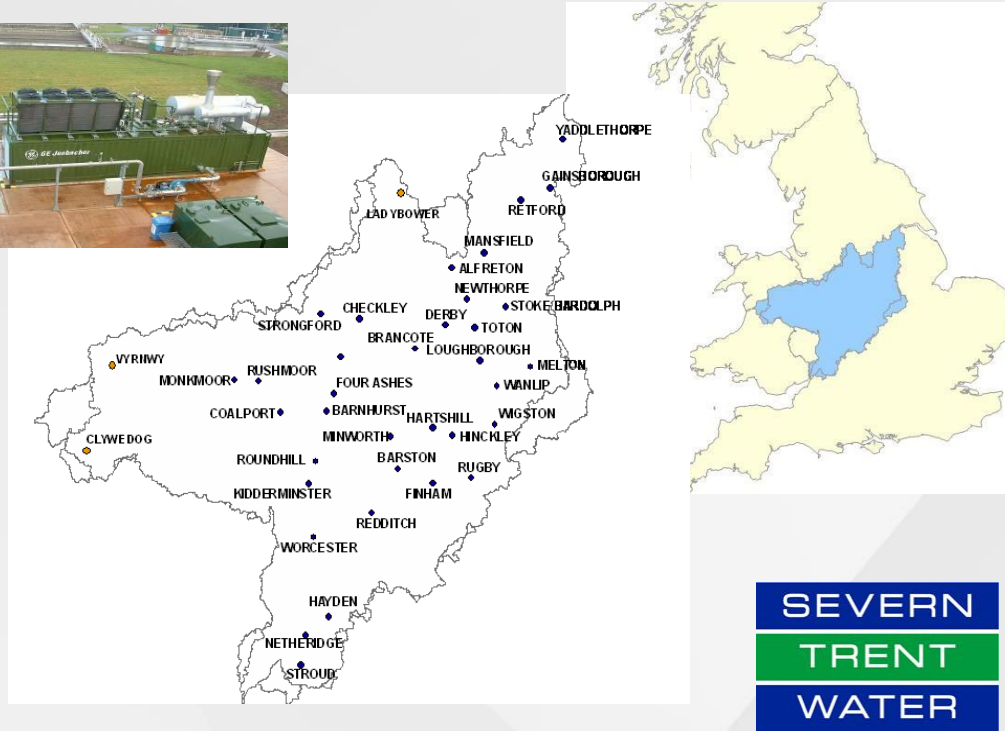 GE Jenbacher
YADDLETHORPE
GAINSBOROUGH
RETFORD
LADYBOWER
MANSFIELD
ALFRETON
NEWTHORPE
STOKE BARDOLPH
CHECKLEY
STRONGFORD
DERBY
TOTON
BRANCOTE
LOUGHBOROUGH
VYRNWY
MELTON
RUSHMOOR
MONKMOOR
FOUR ASHES
WANLIP
COALPORT
BARNHURST
HARTSHILL
WIGSTON
MINWORTH
HINCKLEY
CLYWEDOG
ROUNDHILL
BARSTON
RUGBY
KIDDERMINSTER
FINHAM
REDDITCH
WORCESTER
HAYDEN
NETHERIDGE
STROUD
SEVERN
TRENT
WATER